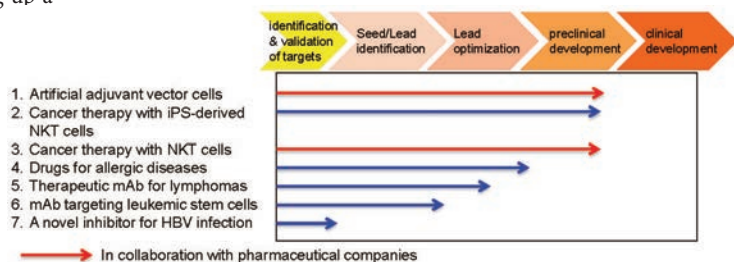 identification
& validation
of targets
Seed/Lead
identification
Lead
optimization
preclinical
development
clinical
development
1. Artificial adjuvant vector cells
2. Cancer therapy with iPS-derived
NKT cells
3. Cancer therapy with NKT cells
4. Drugs for allergic diseases
5. Therapeutic mAb for lymphomas
6. mAb targeting leukemic stem cells
7. A novel inhibitor for HBV infection
In collaboration with pharmaceutical companies